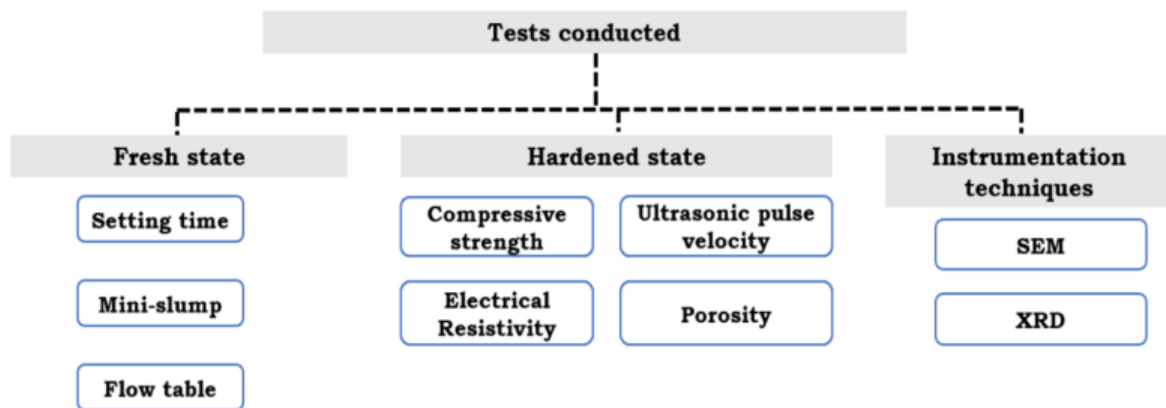 Tests conducted
Fresh state
Setting time
Mini-slump
Flow table
Hardened state
Compressive
strength
Ultrasonic pulse
velocity
Electrical
Resistivity
Porosity
Instrumentation
techniques
SEM
XRD